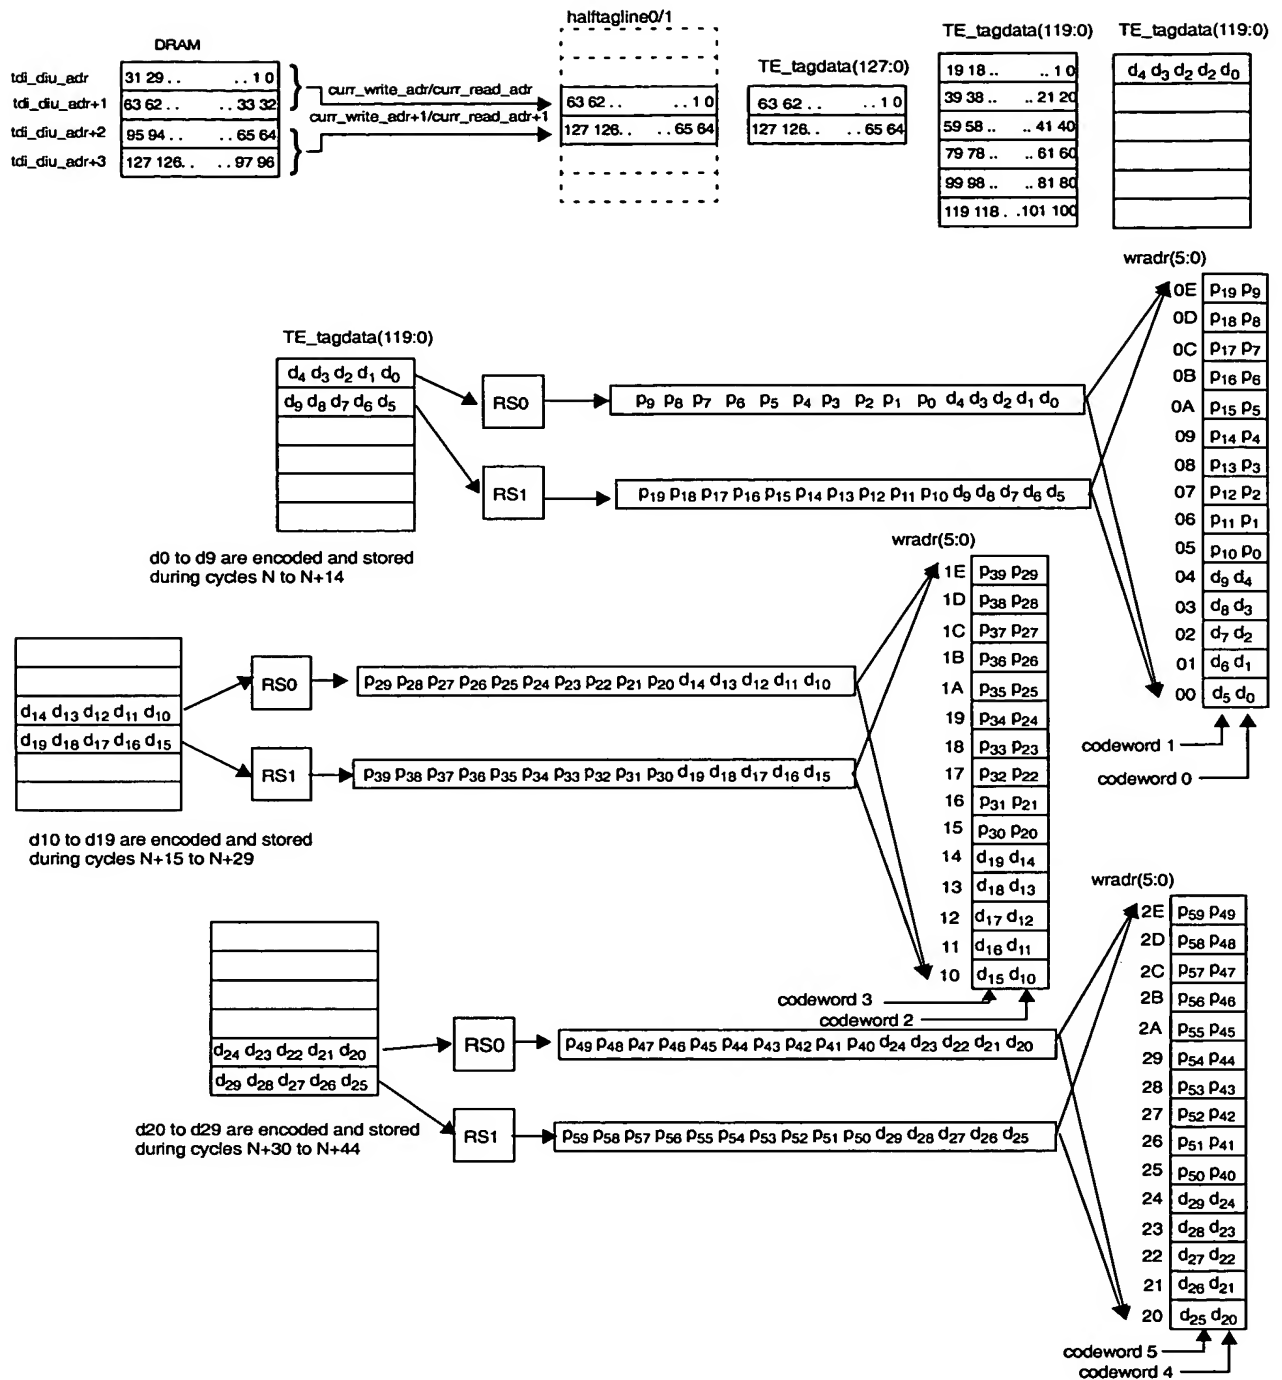 halftagline0/1
DRAM
TE_tagdata(119:0)
TE_tagdata(119:0)
TE_tagdata(127:0)
tdi_diu_adr 31 29 . . . . 1 0
tdi_diu_adr+1 63 62 . . . . 33 32
tdi_diu_adr+2 95 94 . . . . 65 64
tdi_diu_adr+3 127 126. . . . 97 96
curr_write_adr/curr_read_adr
curr_write_adr+1/curr_read_adr+1
63 62 . . . . 1 0
127 126. . . . 65 64
63 62 . . . . 1 0
127 126. . . . 65 64
19 18 . . . . 1 0
39 38 . . . . 21 20
59 58 . . . . 41 40
79 78 . . . . 61 60
99 98 . . . . 81 80
119 118 . . 101 100
d4 d3 d2 d2 d0
wradr(5:0)
0E p19 p9
0D p18 p8
0C p17 p7
0B p16 p6
0A p15 p5
09 p14 p4
08 p13 p3
07 p12 p2
06 p11 p1
05 p10 p0
04 d9 d4
03 d8 d3
02 d7 d2
01 d6 d1
00 d5 d0
codeword 1
codeword 0
TE_tagdata(119:0)
d4 d3 d2 d1 d0
d9 d8 d7 d6 d5
RS0
p9 p8 p7 p6 p5 p4 p3 p2 p1 p0 d4 d3 d2 d1 d0
RS1
p19 p18 p17 p16 p15 p14 p13 p12 p11 p10 d9 d8 d7 d6 d5
d0 to d9 are encoded and stored
during cycles N to N+14
wradr(5:0)
1E p39 p29
1D p38 p28
1C p37 p27
1B p36 p26
1A p35 p25
19 p34 p24
18 p33 p23
17 p32 p22
16 p31 p21
15 p30 p20
14 d19 d14
13 d18 d13
12 d17 d12
11 d16 d11
10 d15 d10
codeword 3
codeword 2
d14 d13 d12 d11 d10
d19 d18 d17 d16 d15
RS0
p29 p28 p27 p26 p25 p24 p23 p22 p21 p20 d14 d13 d12 d11 d10
RS1
p39 p38 p37 p36 p35 p34 p33 p32 p31 p30 d19 d18 d17 d16 d15
d10 to d19 are encoded and stored
during cycles N+15 to N+29
wradr(5:0)
2E p59 p49
2D p58 p48
2C p57 p47
2B p56 p46
2A p55 p45
29 p54 p44
28 p53 p43
27 p52 p42
26 p51 p41
25 p50 p40
24 d29 d24
23 d28 d23
22 d27 d22
21 d26 d21
20 d25 d20
codeword 5
codeword 4
d24 d23 d22 d21 d20
d29 d28 d27 d26 d25
RS0
p49 p48 p47 p46 p45 p44 p43 p42 p41 p40 d24 d23 d22 d21 d20
RS1
p59 p58 p57 p56 p55 p54 p53 p52 p51 p50 d29 d28 d27 d26 d25
d20 to d29 are encoded and stored
during cycles N+30 to N+44